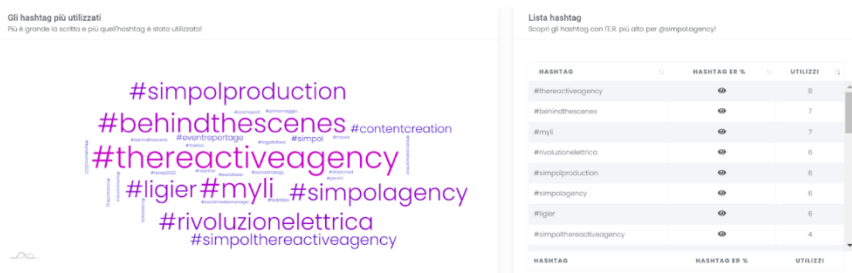 Gli hashtag più utilizzati
Più è grande la scritta e più quell'hashtag è stato utilizzato!
#simpolproduction
#behindthescenes
#contentcreation
#eventreportage
#simpol
#thereactiveagency
#ligier
#myli
#simpolagency
#rivoluzionelettrica
#simpolthereactiveagency
Lista hashtag
Scopri gli hashtag con l'E.R. più alto per @simpol.agency!
HASHTAG HASHTAG ER % UTILIZZI
#thereactiveagency 8
#behindthescenes 7
#myli 7
#rivoluzionelettrica 6
#simpolproduction 6
#simpolagency 6
#ligier 6
#simpolthereactiveagency 4
HASHTAG HASHTAG ER % UTILIZZI